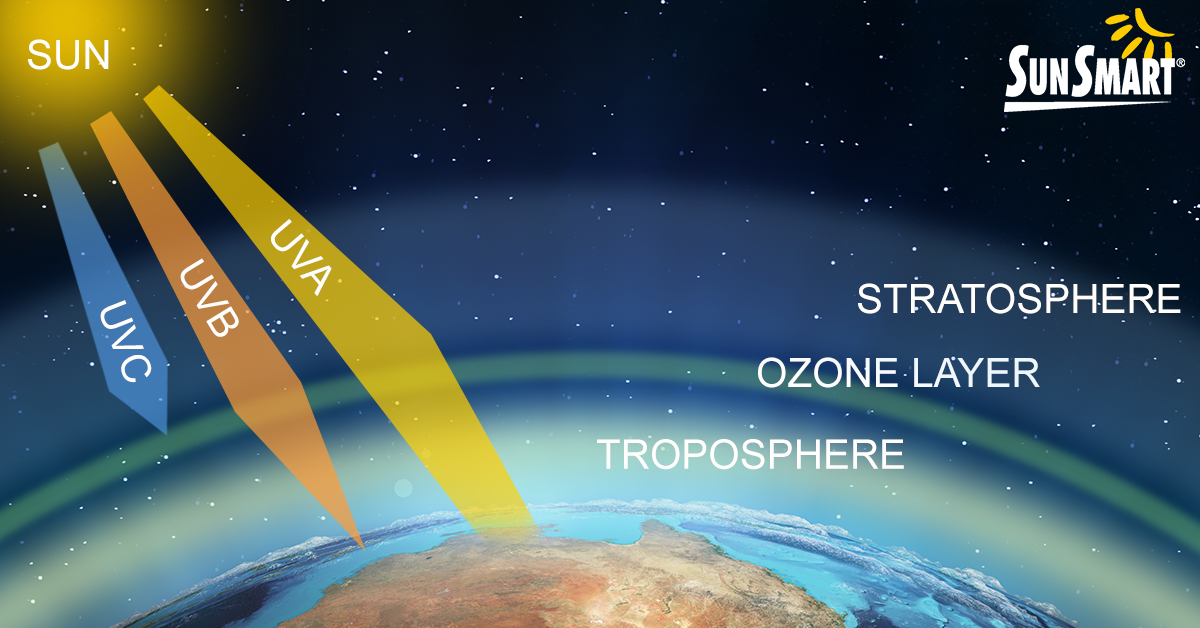 SUN
SUNSMART®
UVA
UVB
UVC
STRATOSPHERE
OZONE LAYER
TROPOSPHERE